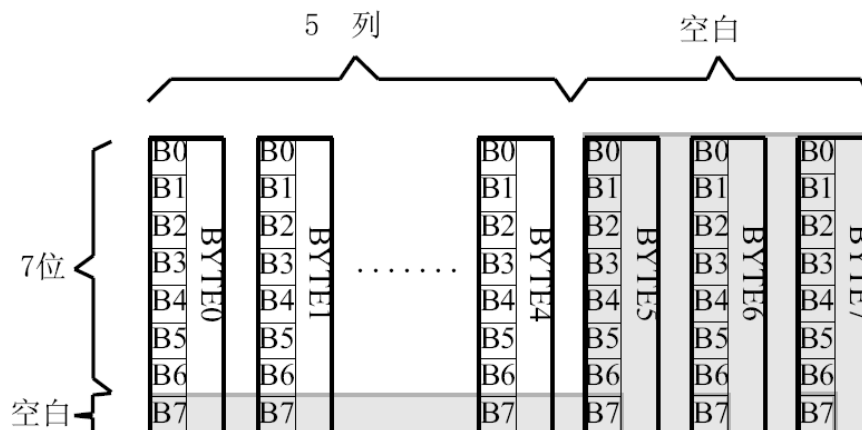 5 列 空白
B0 B0 B0 B0 B0 B0
B1 B1 B1 B1 B1 B1
B2 B2 B2 B2 B2 B2
B3 B3 B3 B3 B3 B3
7位 ....... 
B4 B4 B4 B4 B4 B4
B5 B5 B5 B5 B5 B5
B6 B6 B6 B6 B6 B6
空白 B7 B7 B7 B7 B7 B7
BYTE0 BYTE1 BYTE4 BYTE5 BYTE6 BYTE7